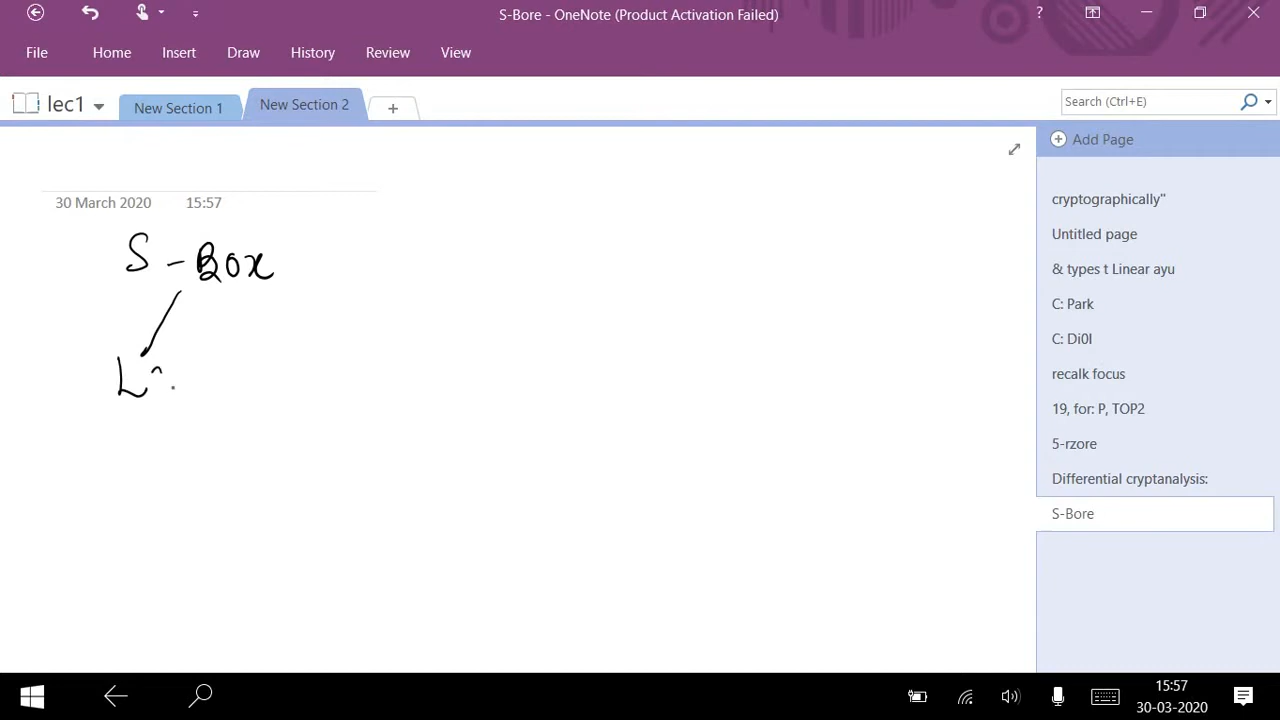 S-Bore - OneNote (Product Activation Failed)
?
File Home Insert Draw History Review View
lec1 New Section 1 New Section 2 +
Search (Ctrl+E)
Add Page
30 March 2020 15:57
S - Box
cryptographically"
Untitled page
& types t Linear ayu
C: Park
C: Di0l
recalk focus
19, for: P, TOP2
5-rzore
Differential cryptanalysis:
S-Bore
15:57
30-03-2020